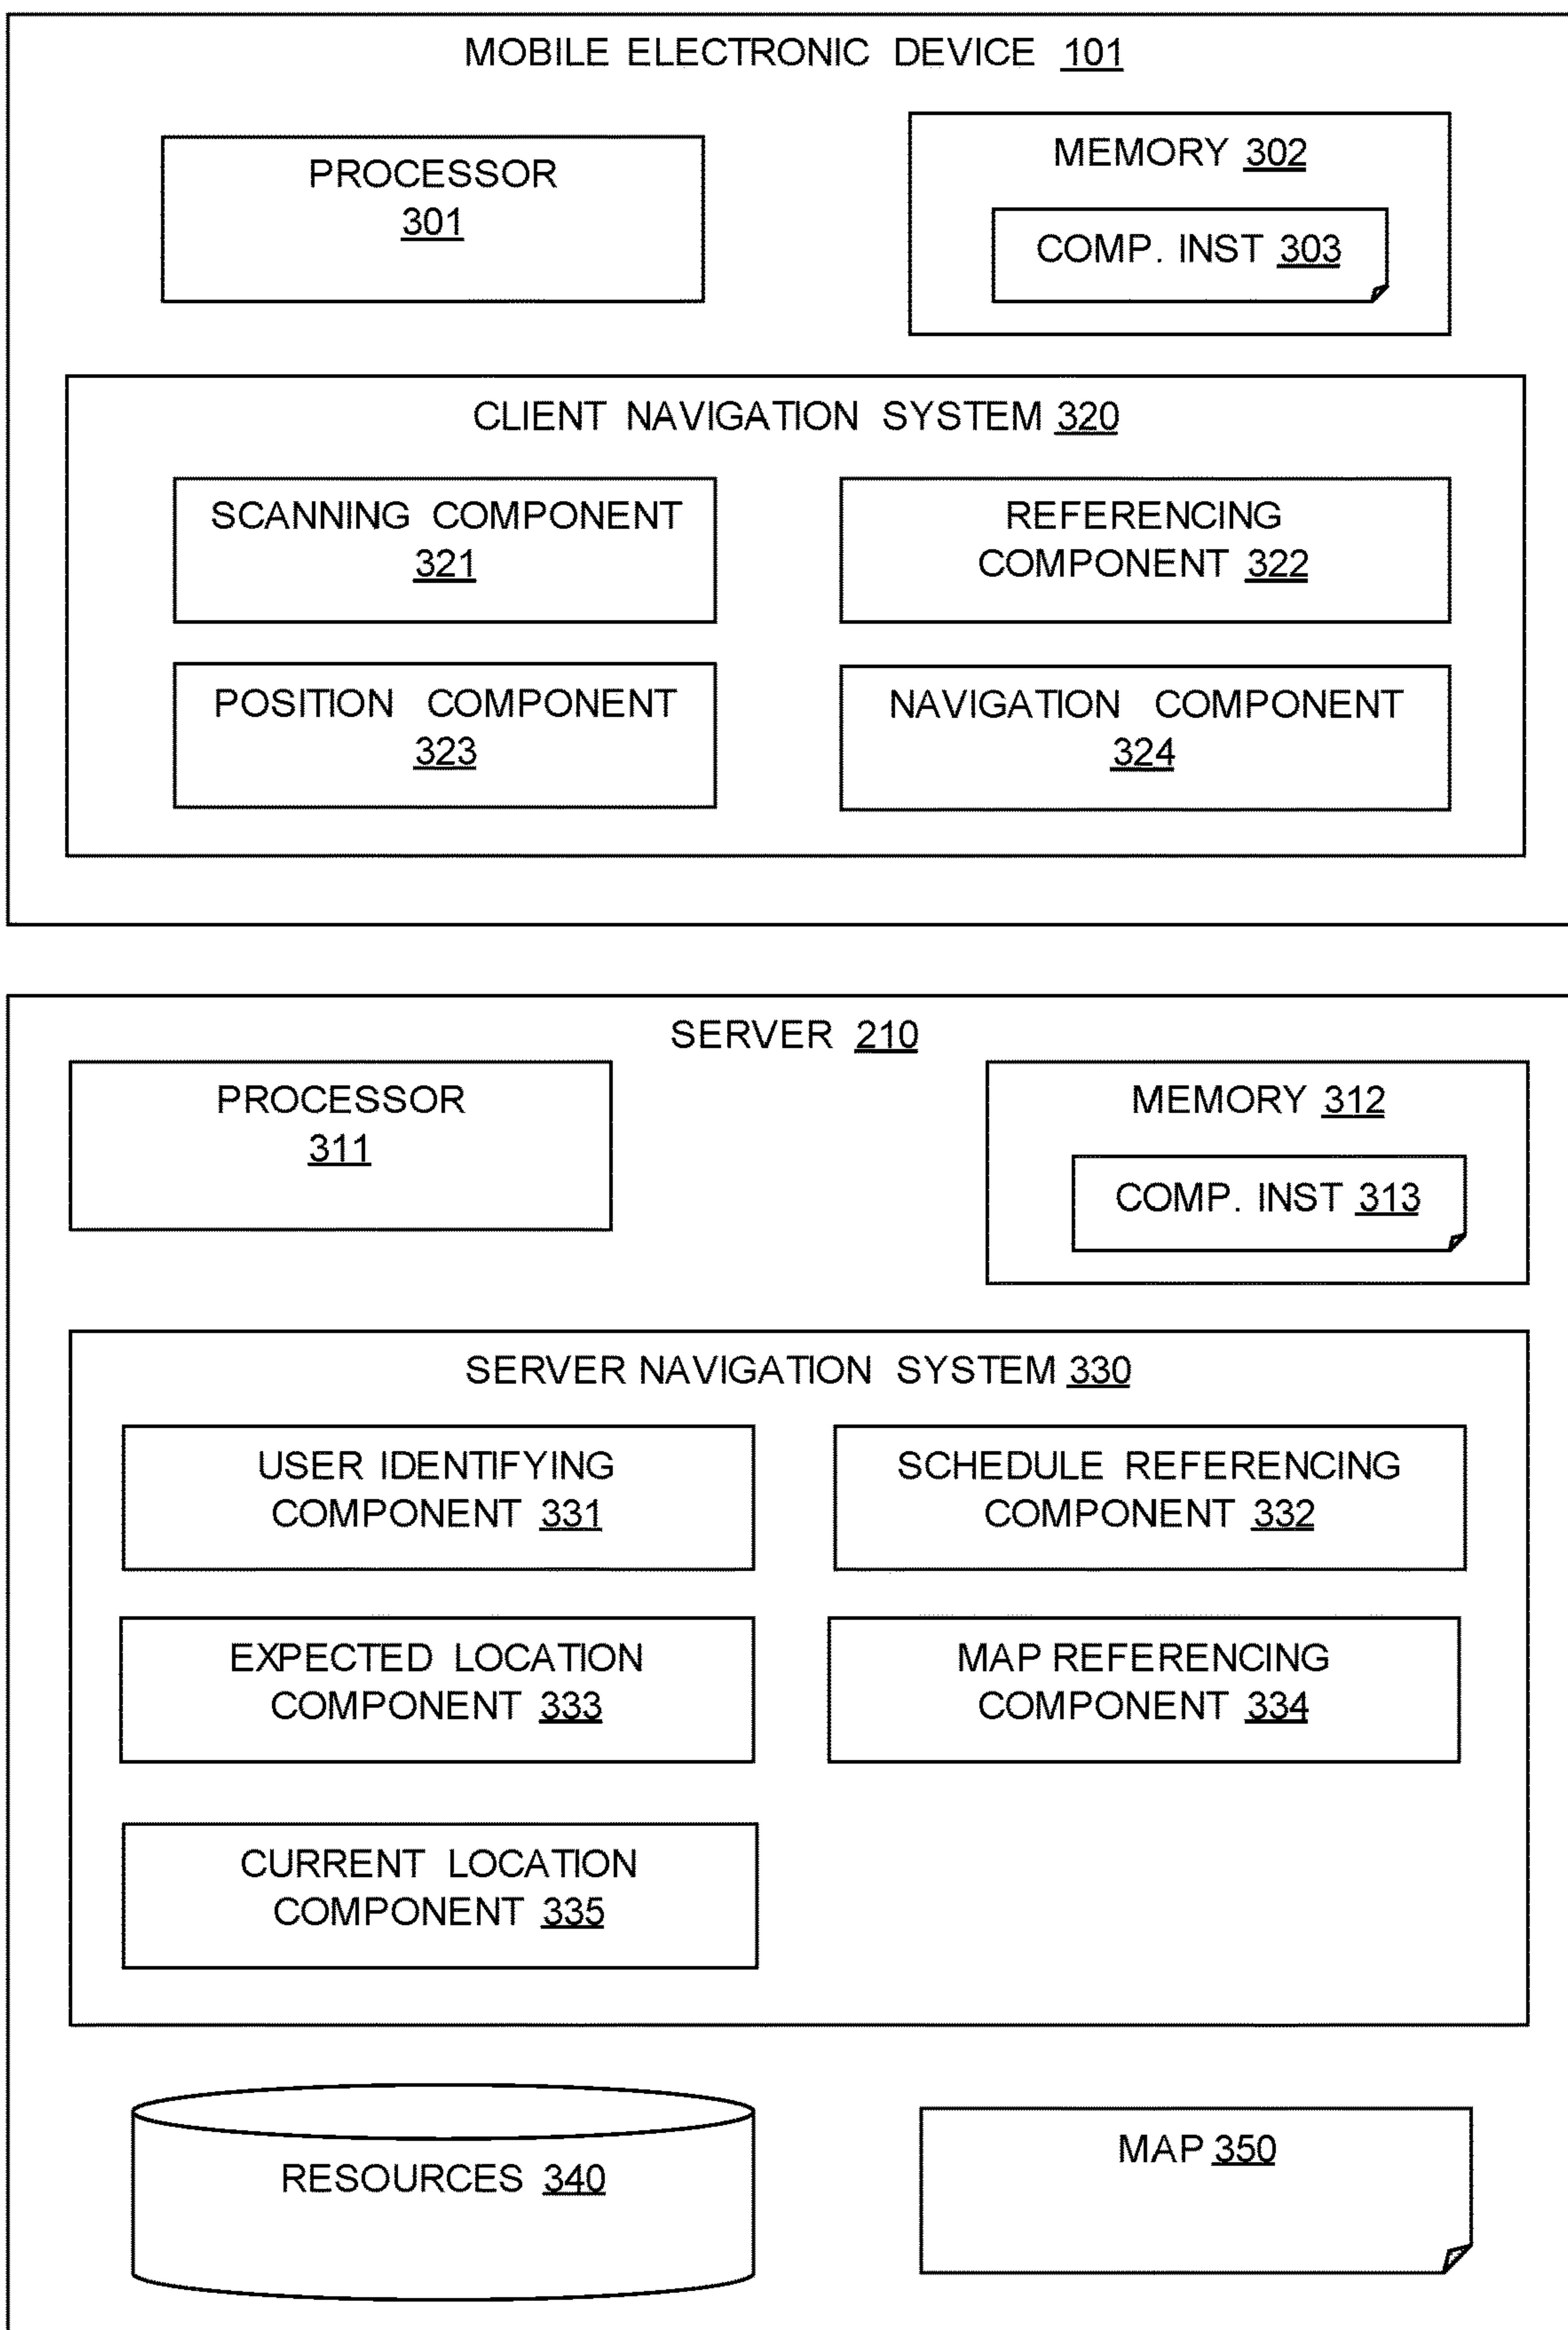 MOBILE ELECTRONIC DEVICE 101
PROCESSOR
301
MEMORY 302
COMP. INST 303
CLIENT NAVIGATION SYSTEM 320
SCANNING COMPONENT
321
REFERENCING
COMPONENT 322
POSITION COMPONENT
323
NAVIGATION COMPONENT
324
SERVER 210
PROCESSOR
311
MEMORY 312
COMP. INST 313
SERVER NAVIGATION SYSTEM 330
USER IDENTIFYING
COMPONENT 331
SCHEDULE REFERENCING
COMPONENT 332
EXPECTED LOCATION
COMPONENT 333
MAP REFERENCING
COMPONENT 334
CURRENT LOCATION
COMPONENT 335
RESOURCES 340
MAP 350